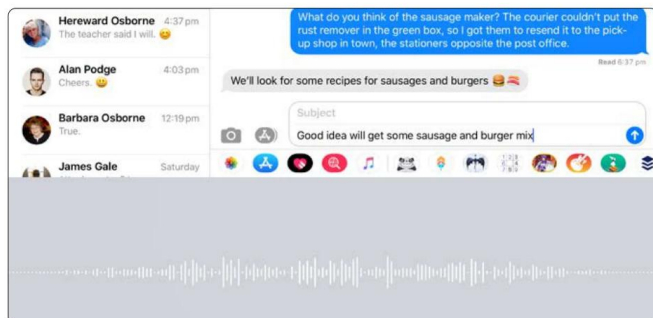 Hereward Osborne 4:37 pm
The teacher said I will. 😋
Alan Podge 4:03 pm
Cheers. 😀
Barbara Osborne 12:19 pm
True.
James Gale Saturday
What do you think of the sausage maker? The courier couldn't put the
rust remover in the green box, so I got them to resend it to the pick-
up shop in town, the stationers opposite the post office.
Read 6:37 pm
We'll look for some recipes for sausages and burgers 🍔🥓
Subject
Good idea will get some sausage and burger mix